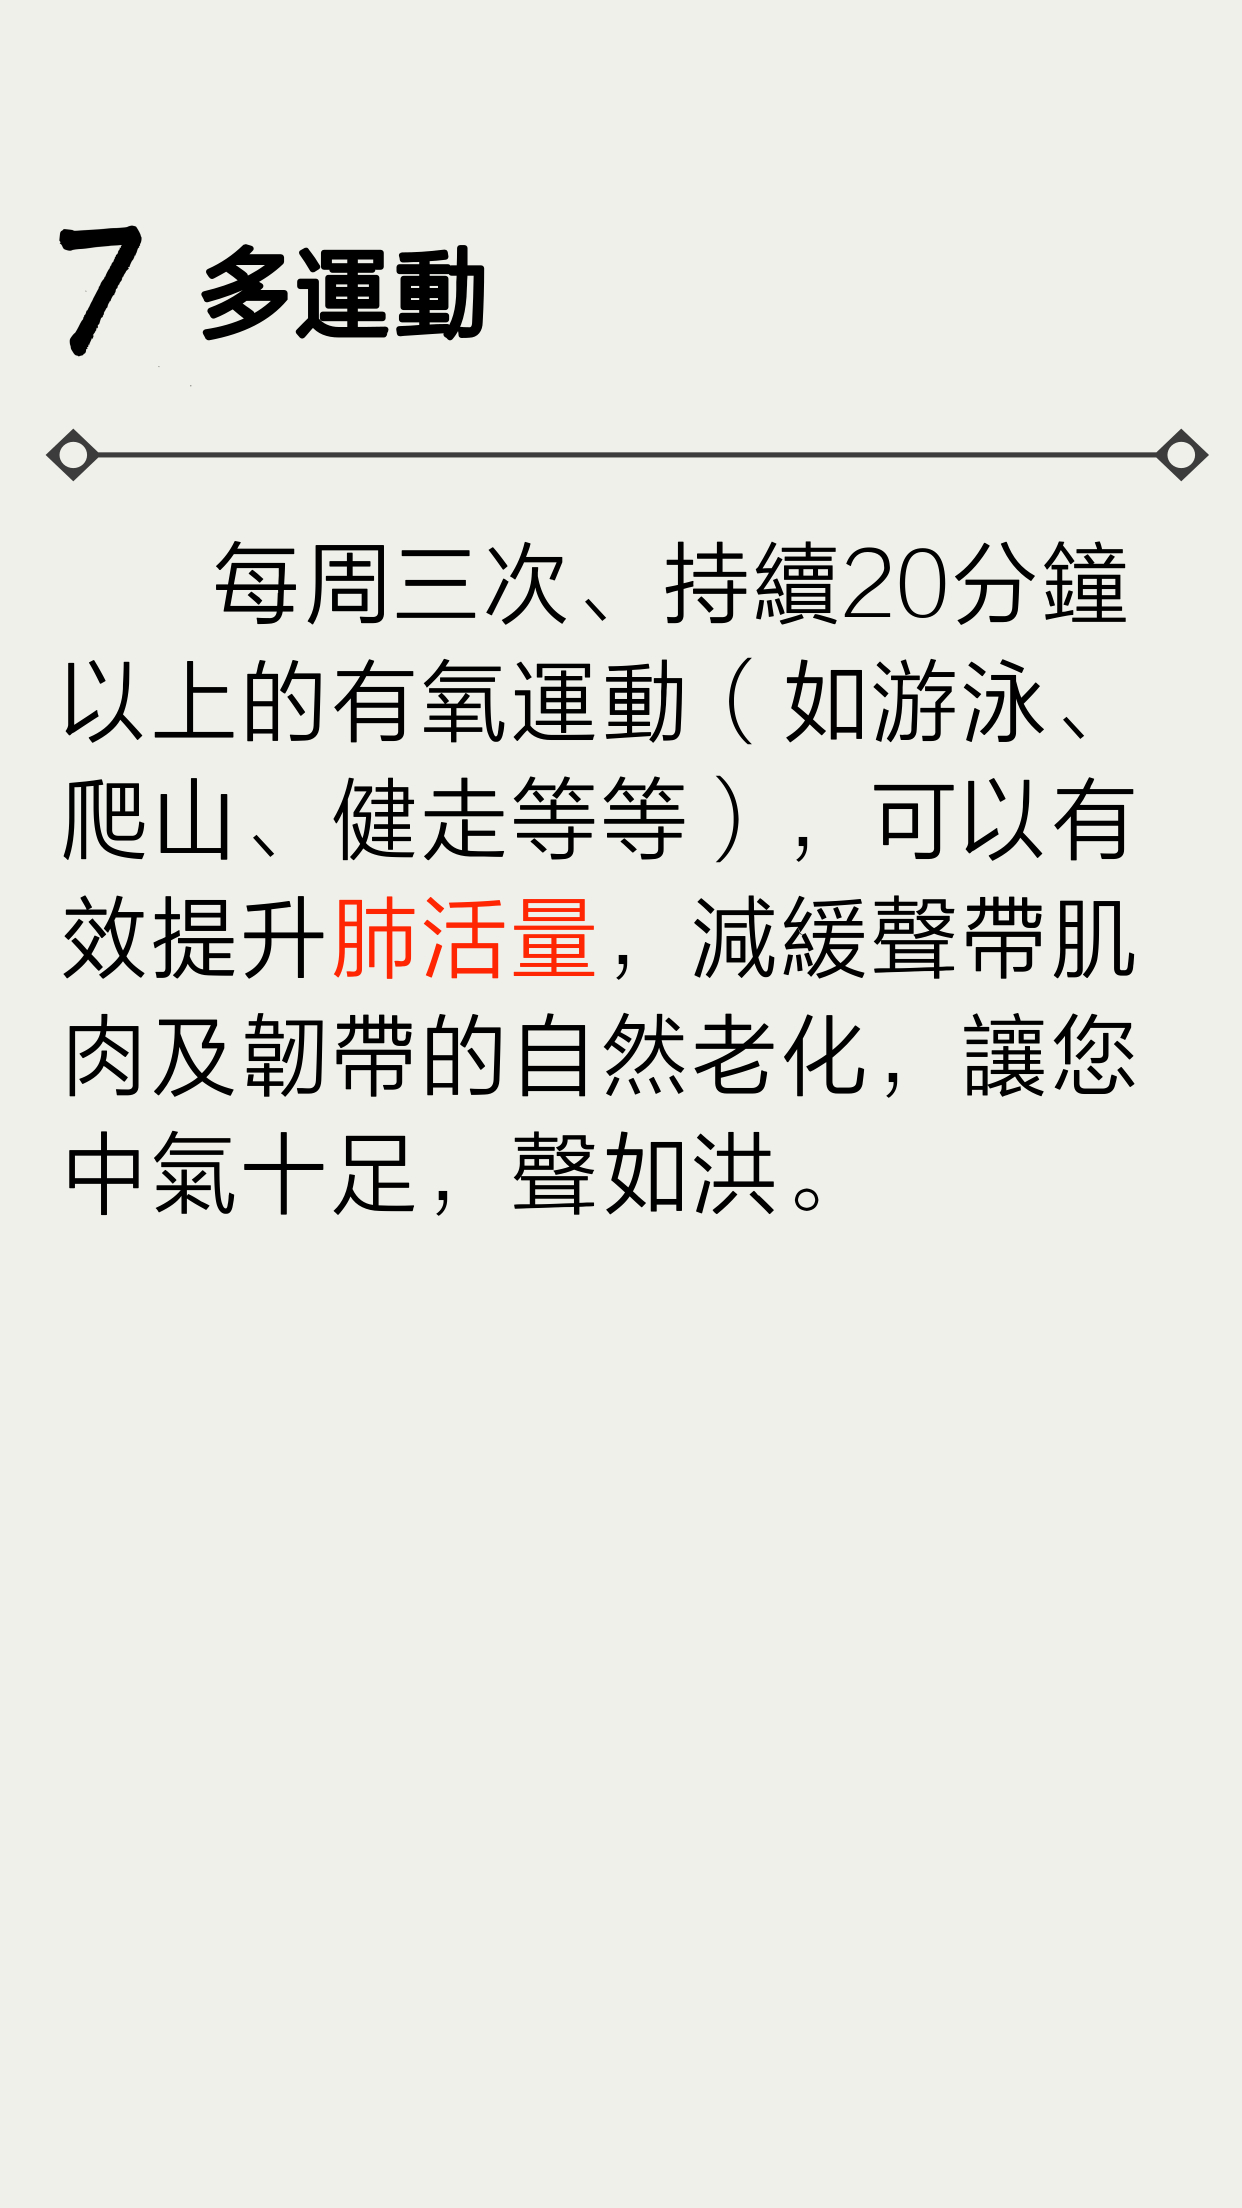 7 多運動
每周三次、持續20分鐘
以上的有氧運動（如游泳、
爬山、健走等等），可以有
效提升肺活量，減緩聲帶肌
肉及韌帶的自然老化，讓您
中氣十足，聲如洪。